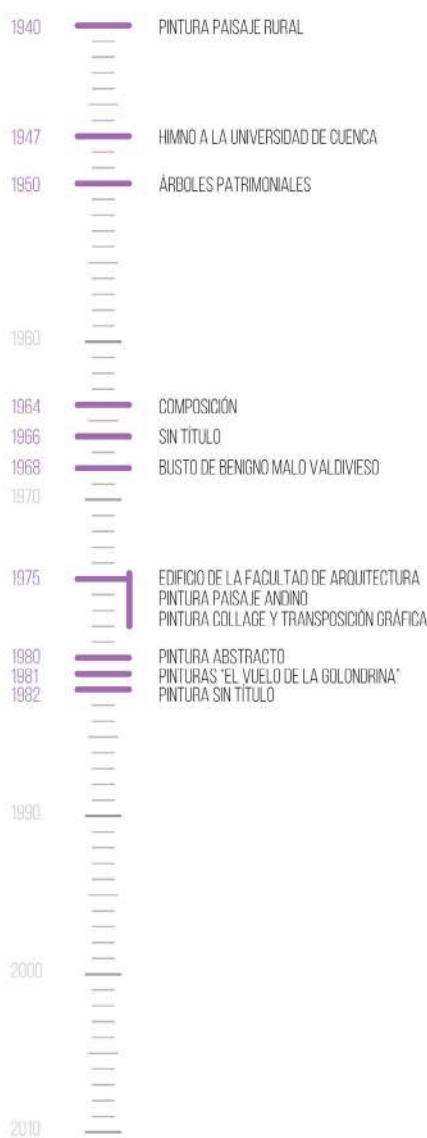 1940 PINTURA PAISAJE RURAL
1947 HIMNO A LA UNIVERSIDAD DE CUENCA
1950 ÁRBOLES PATRIMONIALES
1960
1964 COMPOSICIÓN
1966 SIN TÍTULO
1968 BUSTO DE BENIGNO MALO VALDIVIESO
1970
1975 EDIFICIO DE LA FACULTAD DE ARQUITECTURA
PINTURA PAISAJE ANDINO
PINTURA COLLAGE Y TRANSPOSICIÓN GRÁFICA
1980 PINTURA ABSTRACTO
1981 PINTURAS "EL VUELO DE LA GOLONDRINA"
1982 PINTURA SIN TÍTULO
1990
2000
2010